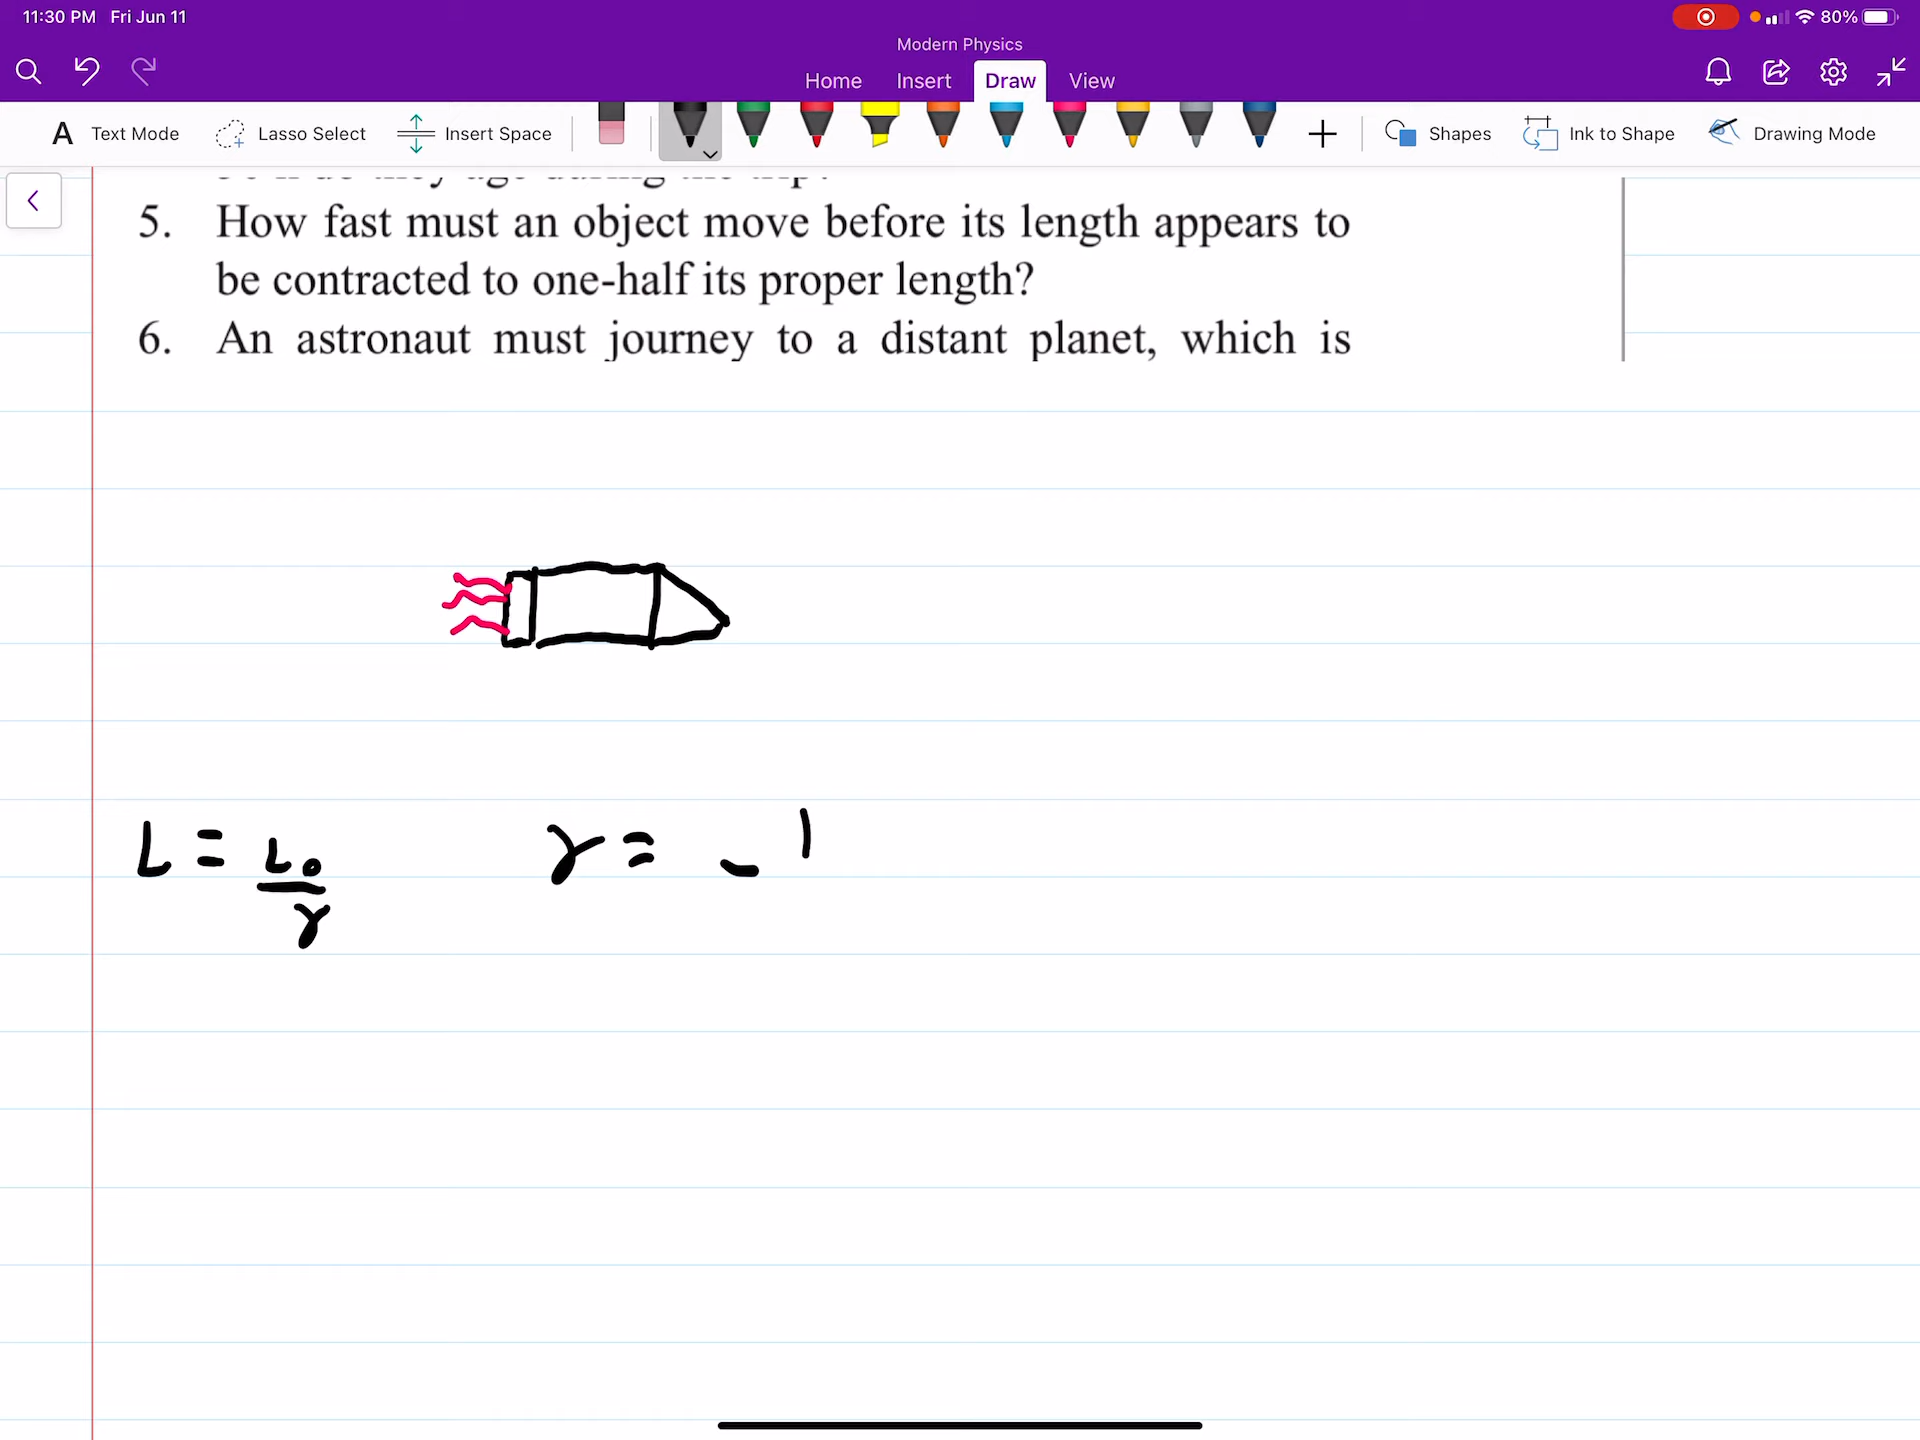 11:30 PM Fri Jun 11
80%
Modern Physics
Home Insert Draw View
A Text Mode Lasso Select Insert Space Shapes Ink to Shape Drawing Mode
5. How fast must an object move before its length appears to
be contracted to one-half its proper length?
6. An astronaut must journey to a distant planet, which is
L = L₀/γ γ = 1